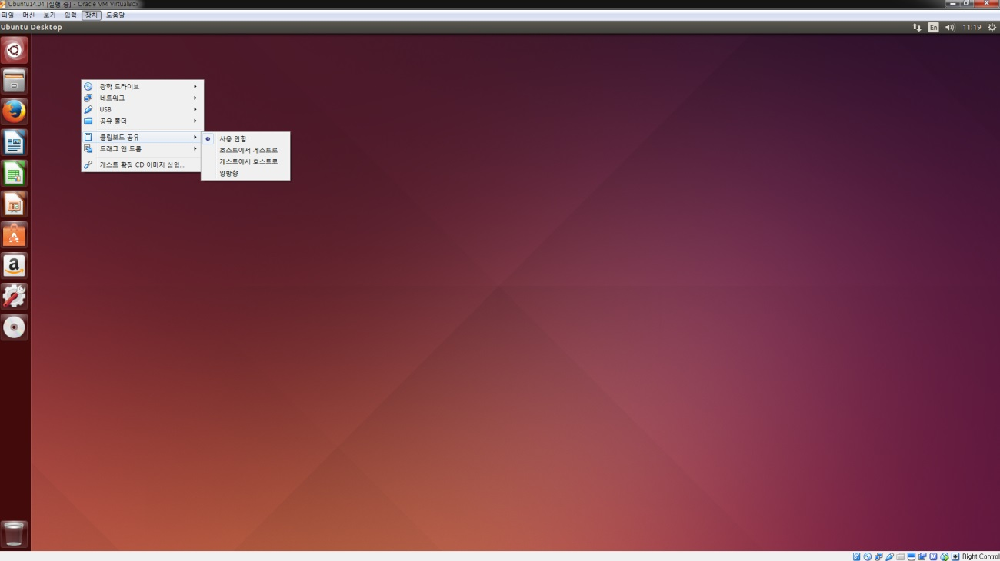 Ubuntu14.04 [실행 중] - Oracle VM VirtualBox
파일 머신 보기 입력 장치 도움말
Ubuntu Desktop
En 11:19
광학 드라이브
네트워크
USB
공유 폴더
클립보드 공유
드래그 앤 드롭
게스트 확장 CD 이미지 삽입...
사용 안함
호스트에서 게스트로
게스트에서 호스트로
양방향
Right Control